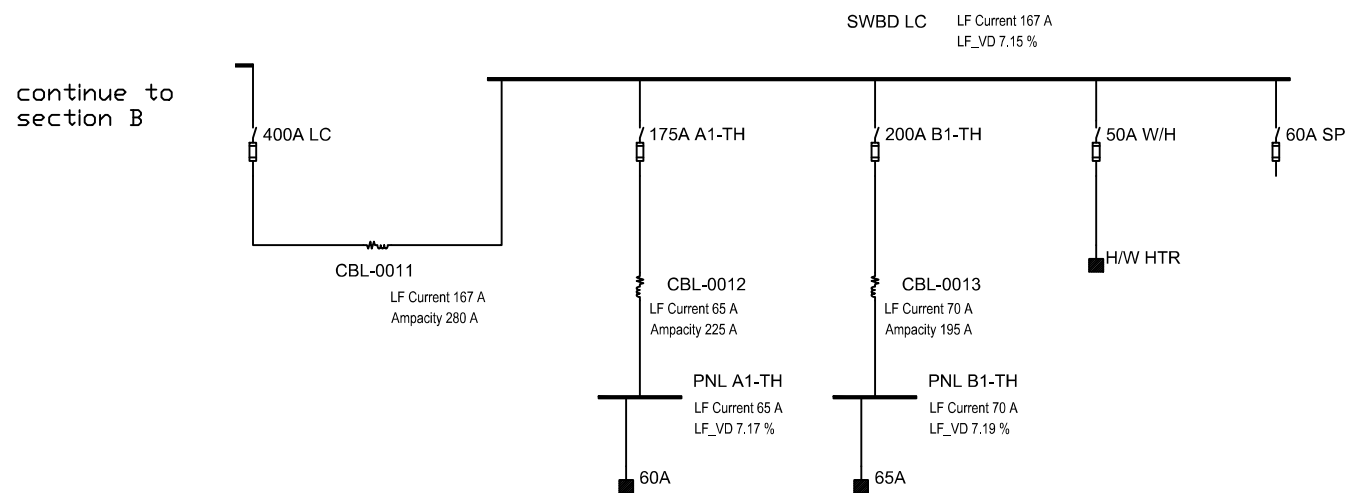 SWBD LC
LF Current 167 A
LF_VD 7.15 %
continue to
section B
400A LC
175A A1-TH
200A B1-TH
50A W/H
60A SP
CBL-0011
LF Current 167 A
Ampacity 280 A
CBL-0012
LF Current 65 A
Ampacity 225 A
CBL-0013
LF Current 70 A
Ampacity 195 A
H/W HTR
PNL A1-TH
LF Current 65 A
LF_VD 7.17 %
PNL B1-TH
LF Current 70 A
LF_VD 7.19 %
60A
65A